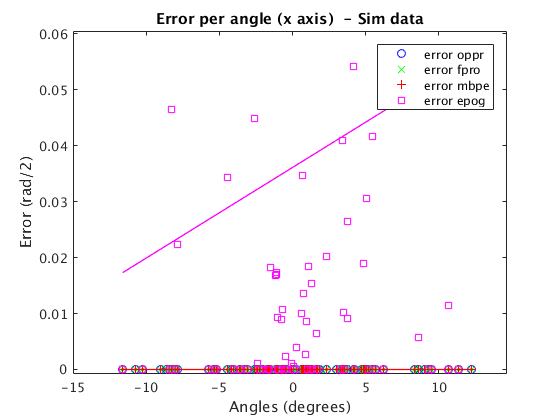 Error per angle (x axis)  - Sim data
0.06
0.05
0.04
0.03
0.02
0.01
0
Error (rad/2)
error oppr
error fpro
error mbpe
error epog
-15
-10
-5
0
5
10
Angles (degrees)